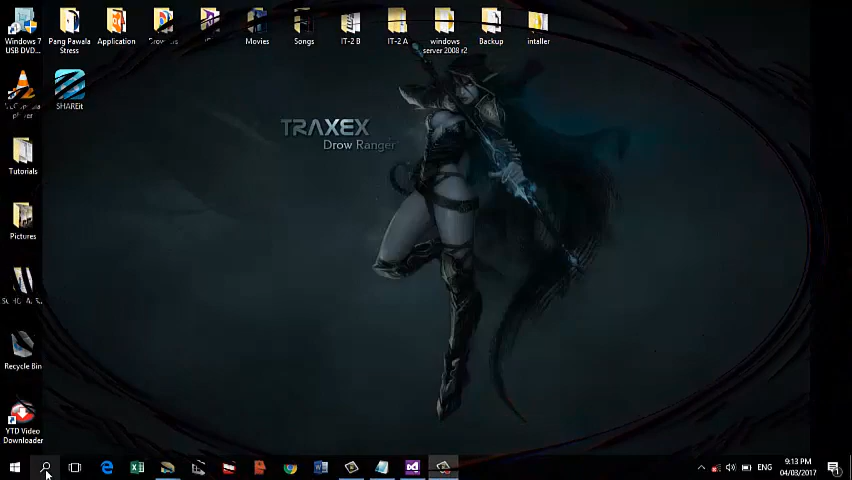 Windows 7
USB DVD...
Pang Pawala
Stress
Application
Movies
Songs
IT-2 B
IT-2 A
windows
server 2008 r2
Backup
intaller
player
SHAREit
Tutorials
Pictures
Recycle Bin
YTD Video
Downloader
TRAXEX
Drow Ranger
ENG
9:13 PM
04/03/2017
1